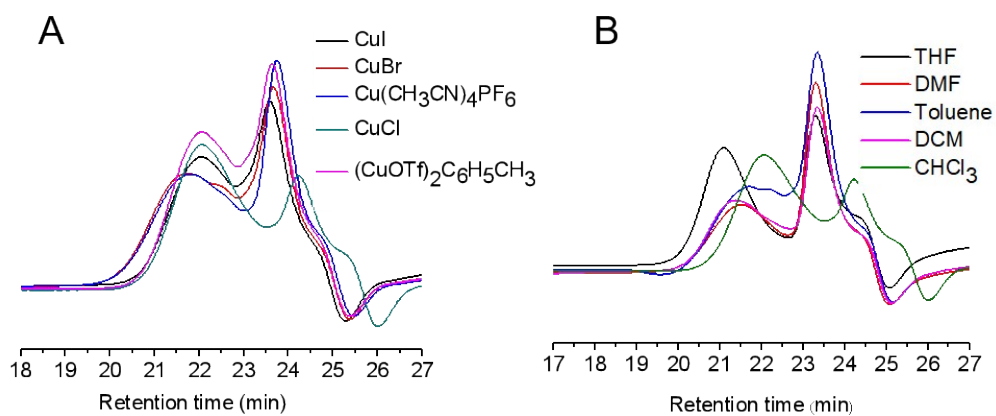 A
CuI
CuBr
Cu(CH3CN)4PF6
CuCl
(CuOTf)2C6H5CH3
18 19 20 21 22 23 24 25 26 27
Retention time (min)
B
THF
DMF
Toluene
DCM
CHCl3
17 18 19 20 21 22 23 24 25 26 27
Retention time (min)